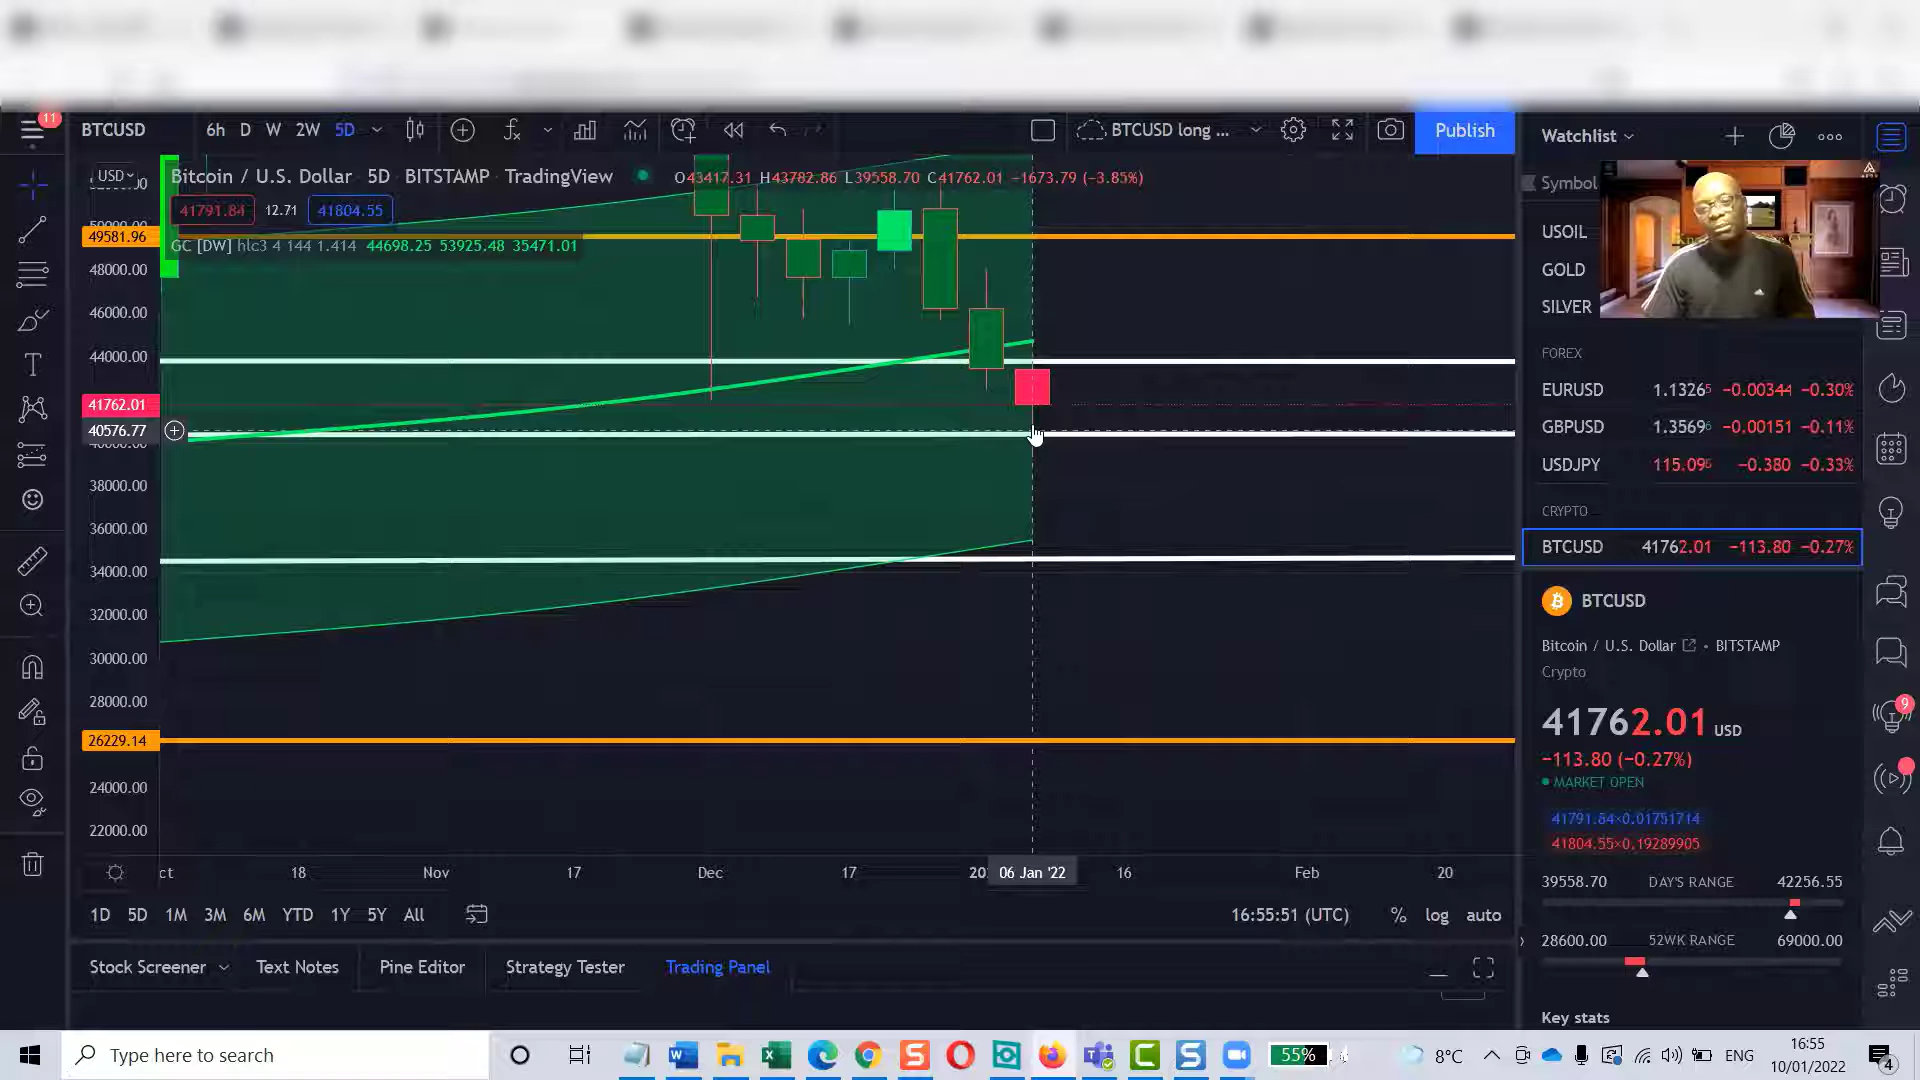 11
BTCUSD 6h D W 2W 5D BTCUSD long ... Publish
Watchlist
USD
Bitcoin / U.S. Dollar 5D BITSTAMP TradingView O43417.31 H43782.86 L39558.70 C41762.01 −1673.79 (−3.85%)
41791.84 12.71 41804.55
GC [DW] hlc3 4 144 1.414 44698.25 53925.48 35471.01
49581.96
48000.00
46000.00
44000.00
41762.01
40576.77
38000.00
36000.00
34000.00
32000.00
30000.00
28000.00
26229.14
24000.00
22000.00
18 Nov 17 Dec 17 06 Jan '22 16 Feb 20
1D 5D 1M 3M 6M YTD 1Y 5Y All 16:55:51 (UTC) % log auto
Stock Screener Text Notes Pine Editor Strategy Tester Trading Panel
Symbol
USOIL
GOLD
SILVER
FOREX
EURUSD 1.13265 −0.00344 −0.30%
GBPUSD 1.35696 −0.00151 −0.11%
USDJPY 115.095 −0.380 −0.33%
CRYPTO
BTCUSD 41762.01 −113.80 −0.27%
BTCUSD
Bitcoin / U.S. Dollar • BITSTAMP
Crypto
41762.01 USD
−113.80 (−0.27%)
MARKET OPEN
41791.84×0.01751714
41804.55×0.19289905
39558.70 DAY'S RANGE 42256.55
28600.00 52WK RANGE 69000.00
Key stats
9
Type here to search
55%
8°C
ENG
16:55
10/01/2022
4